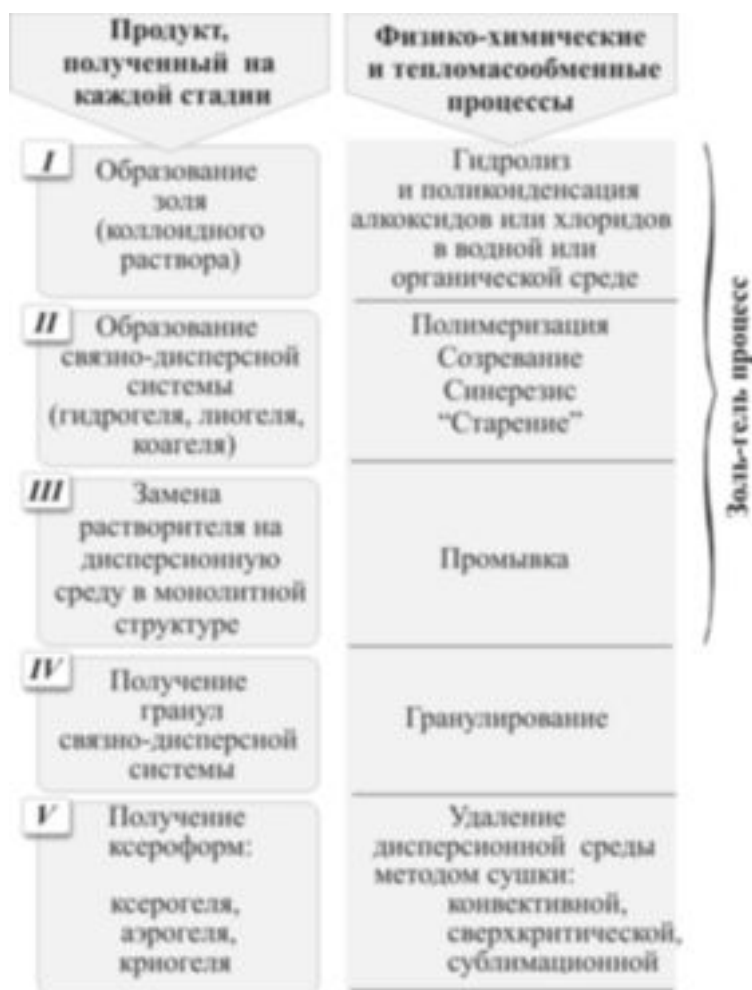 Продукт,
полученный на
каждой стадии
Физико-химические
и тепломасообменные
процессы
I
Образование
золя
(коллоидного
раствора)
Гидролиз
и поликонденсация
алкоксидов или хлоридов
в водной или
органической среде
II
Образование
связно-дисперсной
системы
(гидрогеля, лиогеля,
коагеля)
Полимеризация
Созревание
Синерезис
“Старение”
III
Замена
растворителя на
дисперсионную
среду в монолитной
структуре
Промывка
IV
Получение
гранул
связно-дисперсной
системы
Гранулирование
V
Получение
ксероформ:
ксерогеля,
аэрогеля,
криогеля
Удаление
дисперсионной среды
методом сушки:
конвективной,
сверхкритической,
сублимационной
Золь-гель процесс